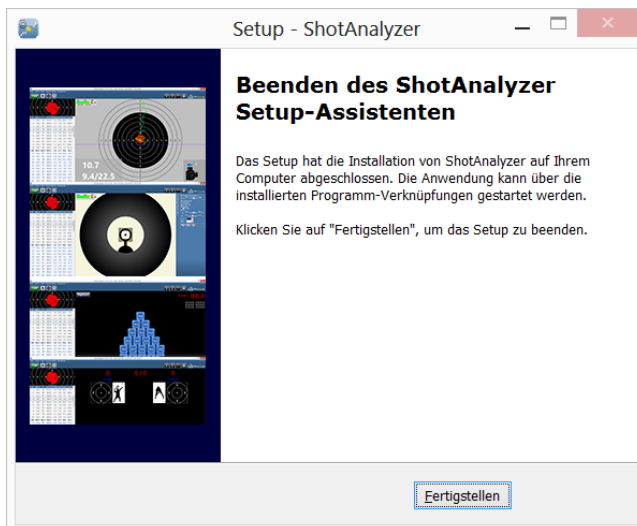 Setup - ShotAnalyzer
Beenden des ShotAnalyzer
Setup-Assistenten
Das Setup hat die Installation von ShotAnalyzer auf Ihrem
Computer abgeschlossen. Die Anwendung kann über die
installierten Programm-Verknüpfungen gestartet werden.
Klicken Sie auf "Fertigstellen", um das Setup zu beenden.
10.7
9.4/22.5
Fertigstellen